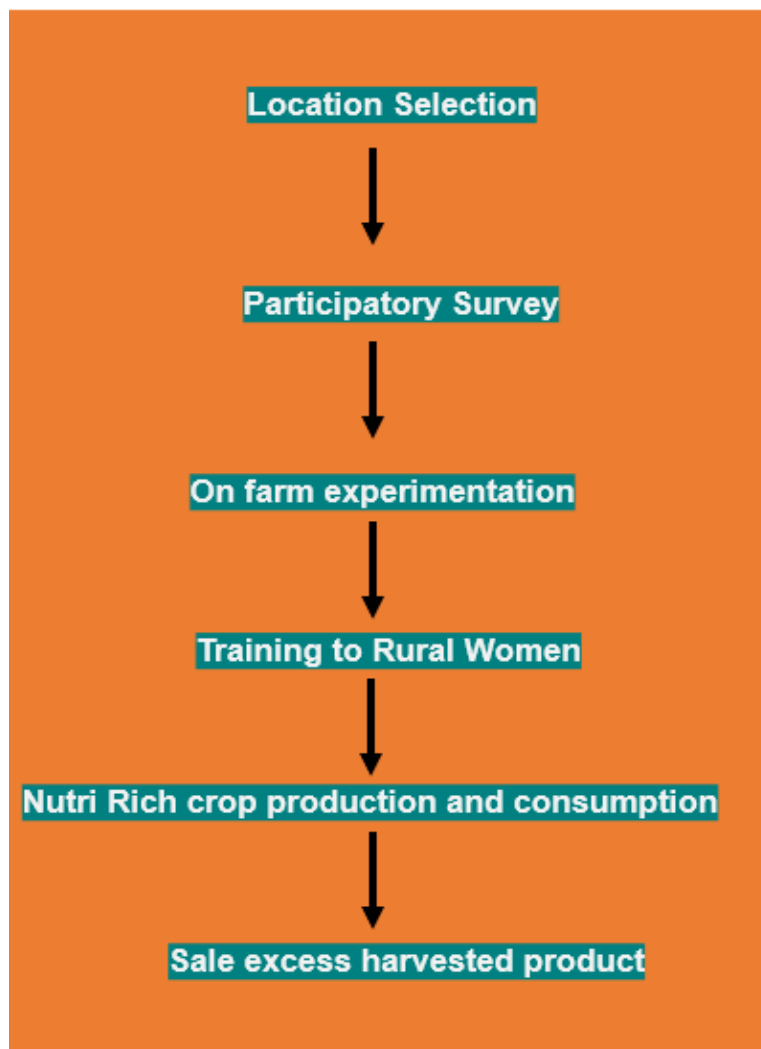 Location Selection
Participatory Survey
On farm experimentation
Training to Rural Women
Nutri Rich crop production and consumption
Sale excess harvested product